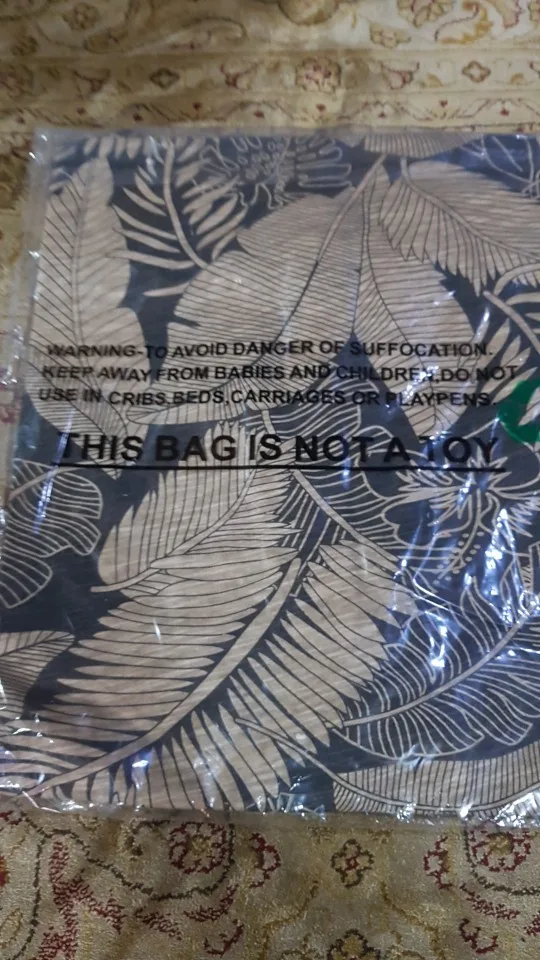 WARNING-TO AVOID DANGER OF SUFFOCATION.
KEEP AWAY FROM BABIES AND CHILDREN,DO NOT
USE IN CRIBS,BEDS,CARRIAGES OR PLAYPENS.
THIS BAG IS NOT A TOY